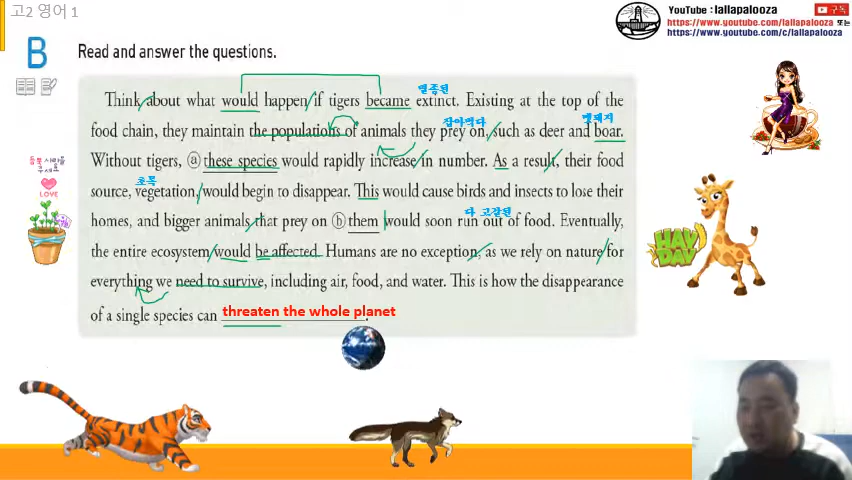 고2 영어 1
YouTube : lallapalooza
구독
https://www.youtube.com/lallapalooza 또는
https://www.youtube.com/c/lallapalooza
B Read and answer the questions.
멸종된
Think about what would happen if tigers became extinct. Existing at the top of the
잡아먹다 멧돼지
food chain, they maintain the populations of animals they prey on, such as deer and boar.
Without tigers, ⓐ these species would rapidly increase in number. As a result, their food
초목
source, vegetation, would begin to disappear. This would cause birds and insects to lose their
다 고갈된
homes, and bigger animals that prey on ⓑ them would soon run out of food. Eventually,
the entire ecosystem would be affected. Humans are no exception, as we rely on nature for
everything we need to survive, including air, food, and water. This is how the disappearance
of a single species can threaten the whole planet.
LOVE
HAY
DAY